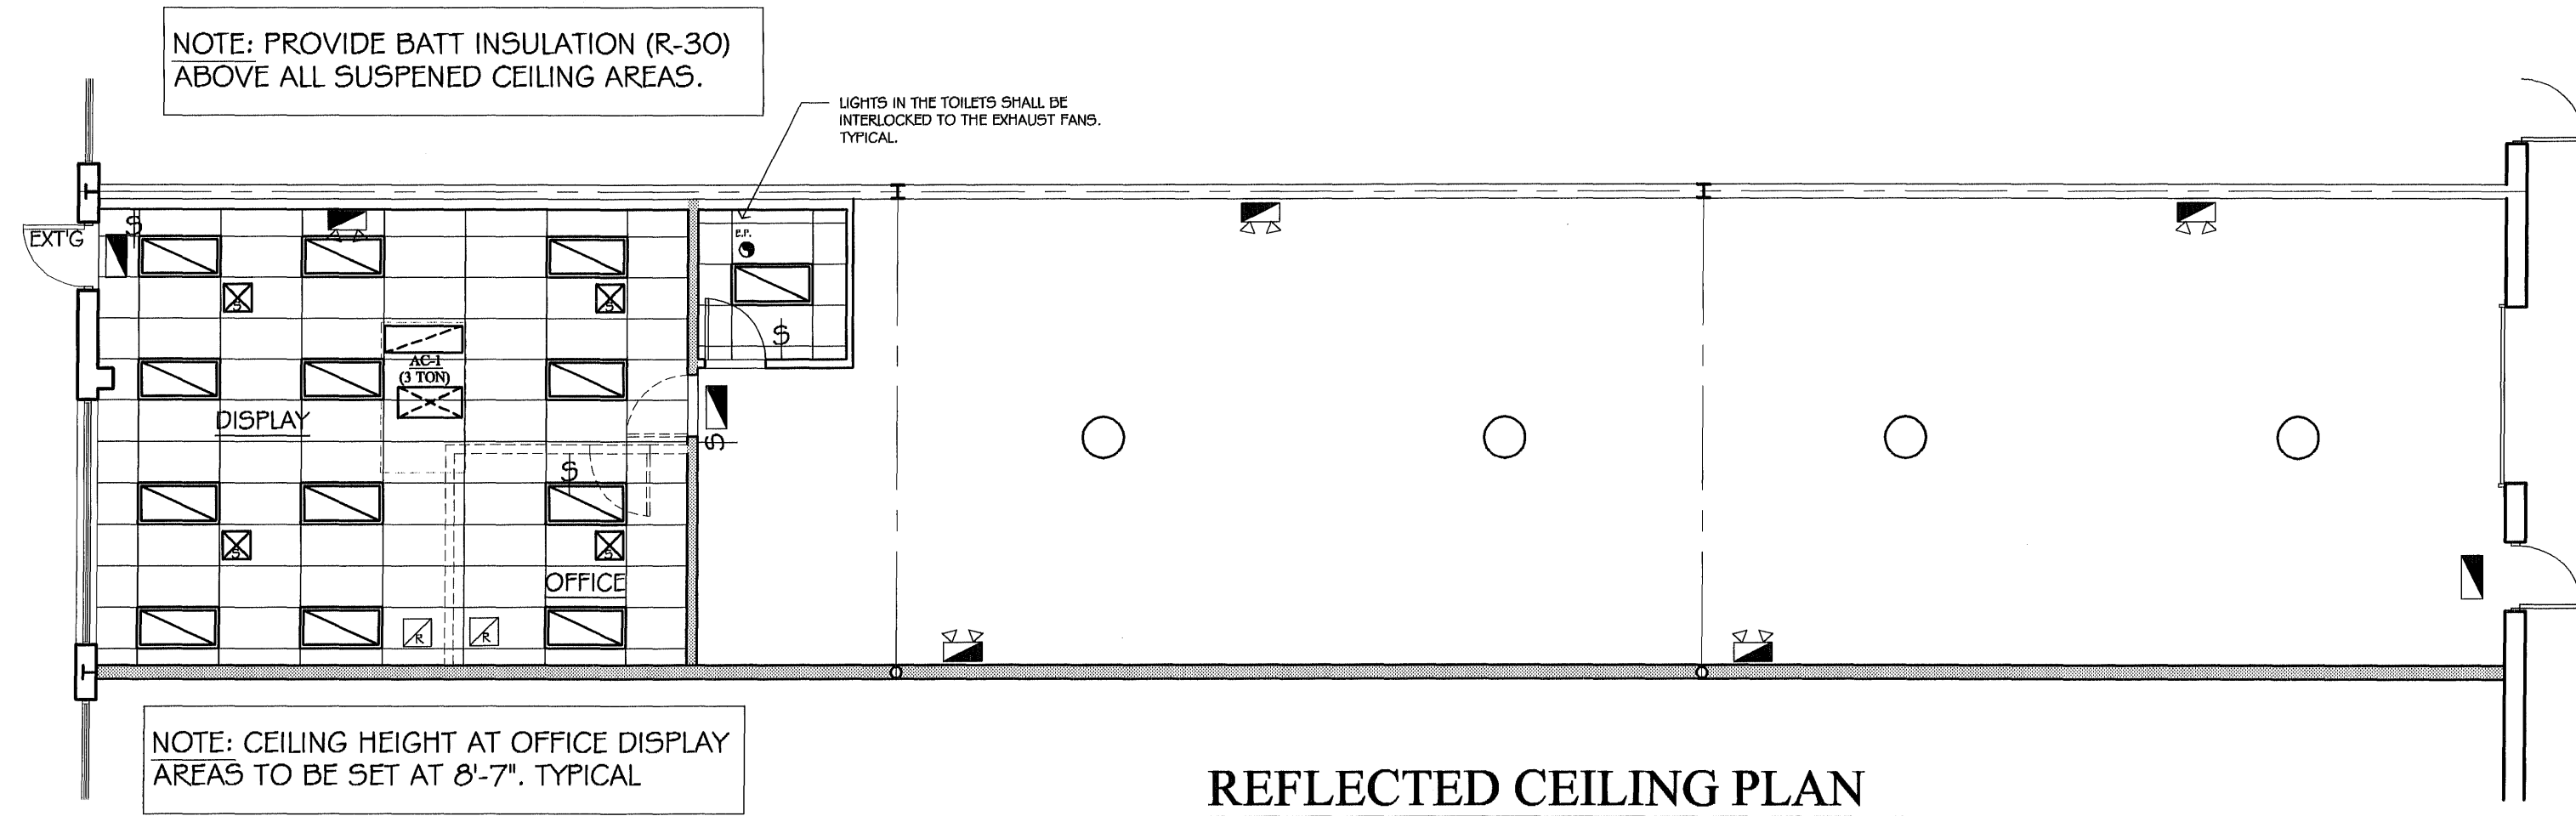 NOTE: PROVIDE BATT INSULATION (R-30)
ABOVE ALL SUSPENED CEILING AREAS.
LIGHTS IN THE TOILETS SHALL BE
INTERLOCKED TO THE EXHAUST FANS.
TYPICAL.
EXT'G
S
E.F.
S
S
S
AC-1
(3 TON)
S
DISPLAY
S
S
S
S
OFFICE
R
R
NOTE: CEILING HEIGHT AT OFFICE DISPLAY
AREAS TO BE SET AT 8'-7". TYPICAL
REFLECTED CEILING PLAN